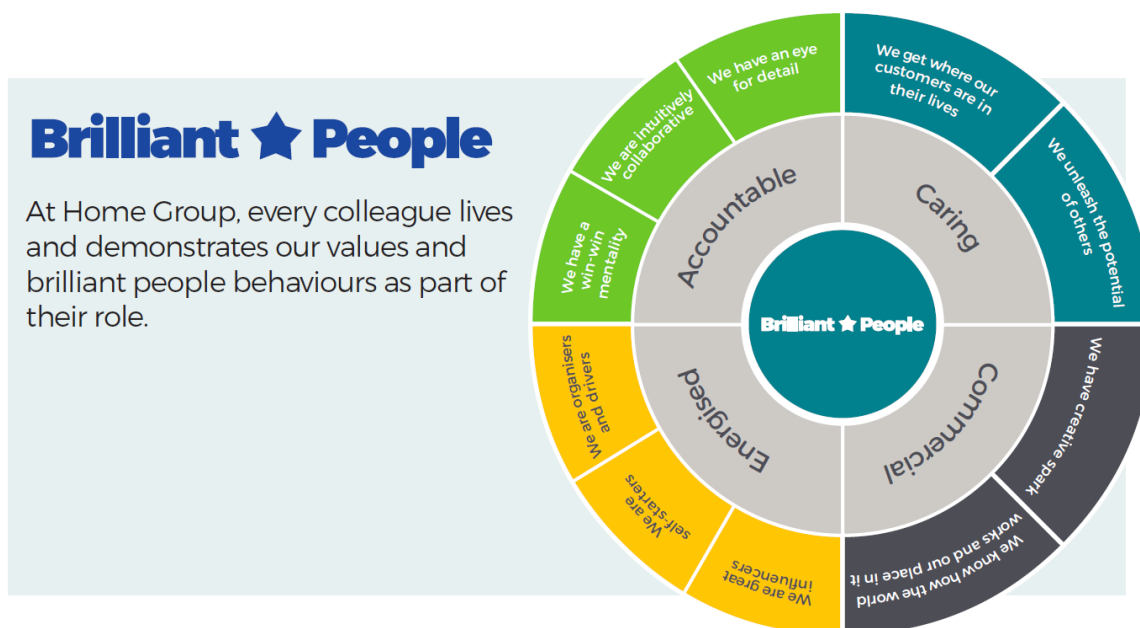 Brilliant People
At Home Group, every colleague lives
and demonstrates our values and
brilliant people behaviours as part of
their role.
We have an eye
for detail
We are intuitively
collaborative
We have a
win-win
mentality
Accountable
We get where our
customers are in
their lives
We unleash the potential
of others
Caring
Brilliant People
We have creative spark
We know how the world
works and our place in it
Commercial
We are organisers
and drivers
We are
self-starters
We are great
influencers
Energised